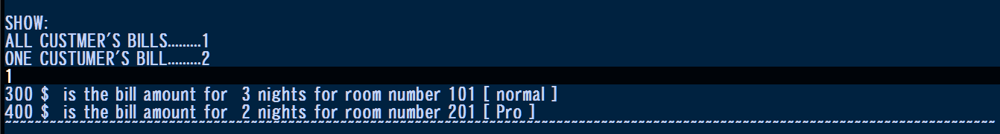 SHOW:
ALL CUSTMER'S BILLS.........1
ONE CUSTUMER'S BILL.........2
1
300 $  is the bill amount for  3 nights for room number 101 [ normal ]
400 $  is the bill amount for  2 nights for room number 201 [ Pro ]
~~~~~~~~~~~~~~~~~~~~~~~~~~~~~~~~~~~~~~~~~~~~~~~~~~~~~~~~~~~~~~~~~~~~~~~~~~~~~~~~~~~~~~~~~~~~~~~~~~~~~~~~~~~~~~~~~~~~~~~~~~~~~~~~~~~~~